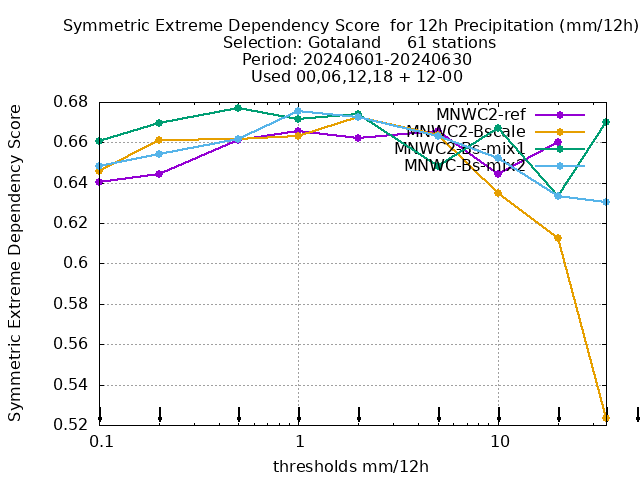 Symmetric Extreme Dependency Score  for 12h Precipitation (mm/12h)
Selection: Gotaland     61 stations
Period: 20240601-20240630
Used 00,06,12,18 + 12-00
Symmetric Extreme Dependency Score
0.68
0.66
0.64
0.62
0.6
0.58
0.56
0.54
0.52
MNWC2-ref
MNWC2-Bscale
MNWC2-Bs-mix1
MNWC-Bs-mix2
0.1
1
10
thresholds mm/12h